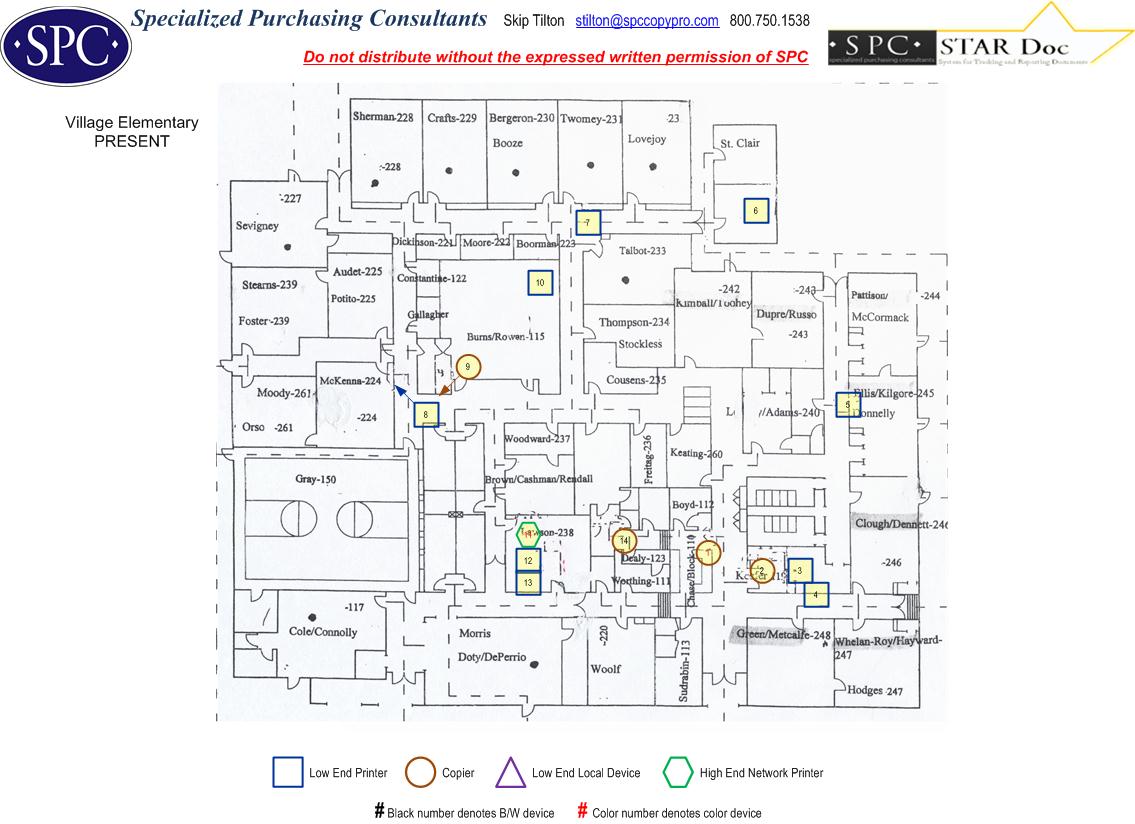 SPC
Specialized Purchasing Consultants Skip Tilton stilton@spccopypro.com 800.750.1538
Do not distribute without the expressed written permission of SPC
SPC
specialized purchasing consultants
STAR Doc
System for Tracking and Reporting Documents
Village Elementary
PRESENT
Sherman-228
Crafts-229
Bergeron-230
Twomey-231
23
Booze
Lovejoy
St. Clair
-228
-227
6
Sevigney
7
Dickinson-221
Moore-222
Boorman-223
Talbot-233
Audet-225
Constantine-122
10
Stearns-239
Potito-225
-242
-243
Pattison/
-244
Kimball/Toohey
Gallagher
Dupre/Russo
McCormack
Foster-239
Thompson-234
-243
Burns/Rowen-115
Stockless
9
McKenna-224
Cousens-235
Moody-261
Ellis/Kilgore-245
5
-224
8
//Adams-240
Donnelly
Orso -261
Woodward-237
Freitag-236
Keating-260
Gray-150
Brown/Cashman/Rendall
Boyd-112
Clough/Dennett-246
11
-238
14
Dealy-123
Chase/Block-110
1
12
2
3
-246
13
Worthing-111
4
-117
Cole/Connolly
Morris
-220
Green/Metcalfe-248
Whelan-Roy/Hayward-
247
Doty/DePerrio
Woolf
Sudrabin-113
Hodges 247
Low End Printer
Copier
Low End Local Device
High End Network Printer
# Black number denotes B/W device
# Color number denotes color device